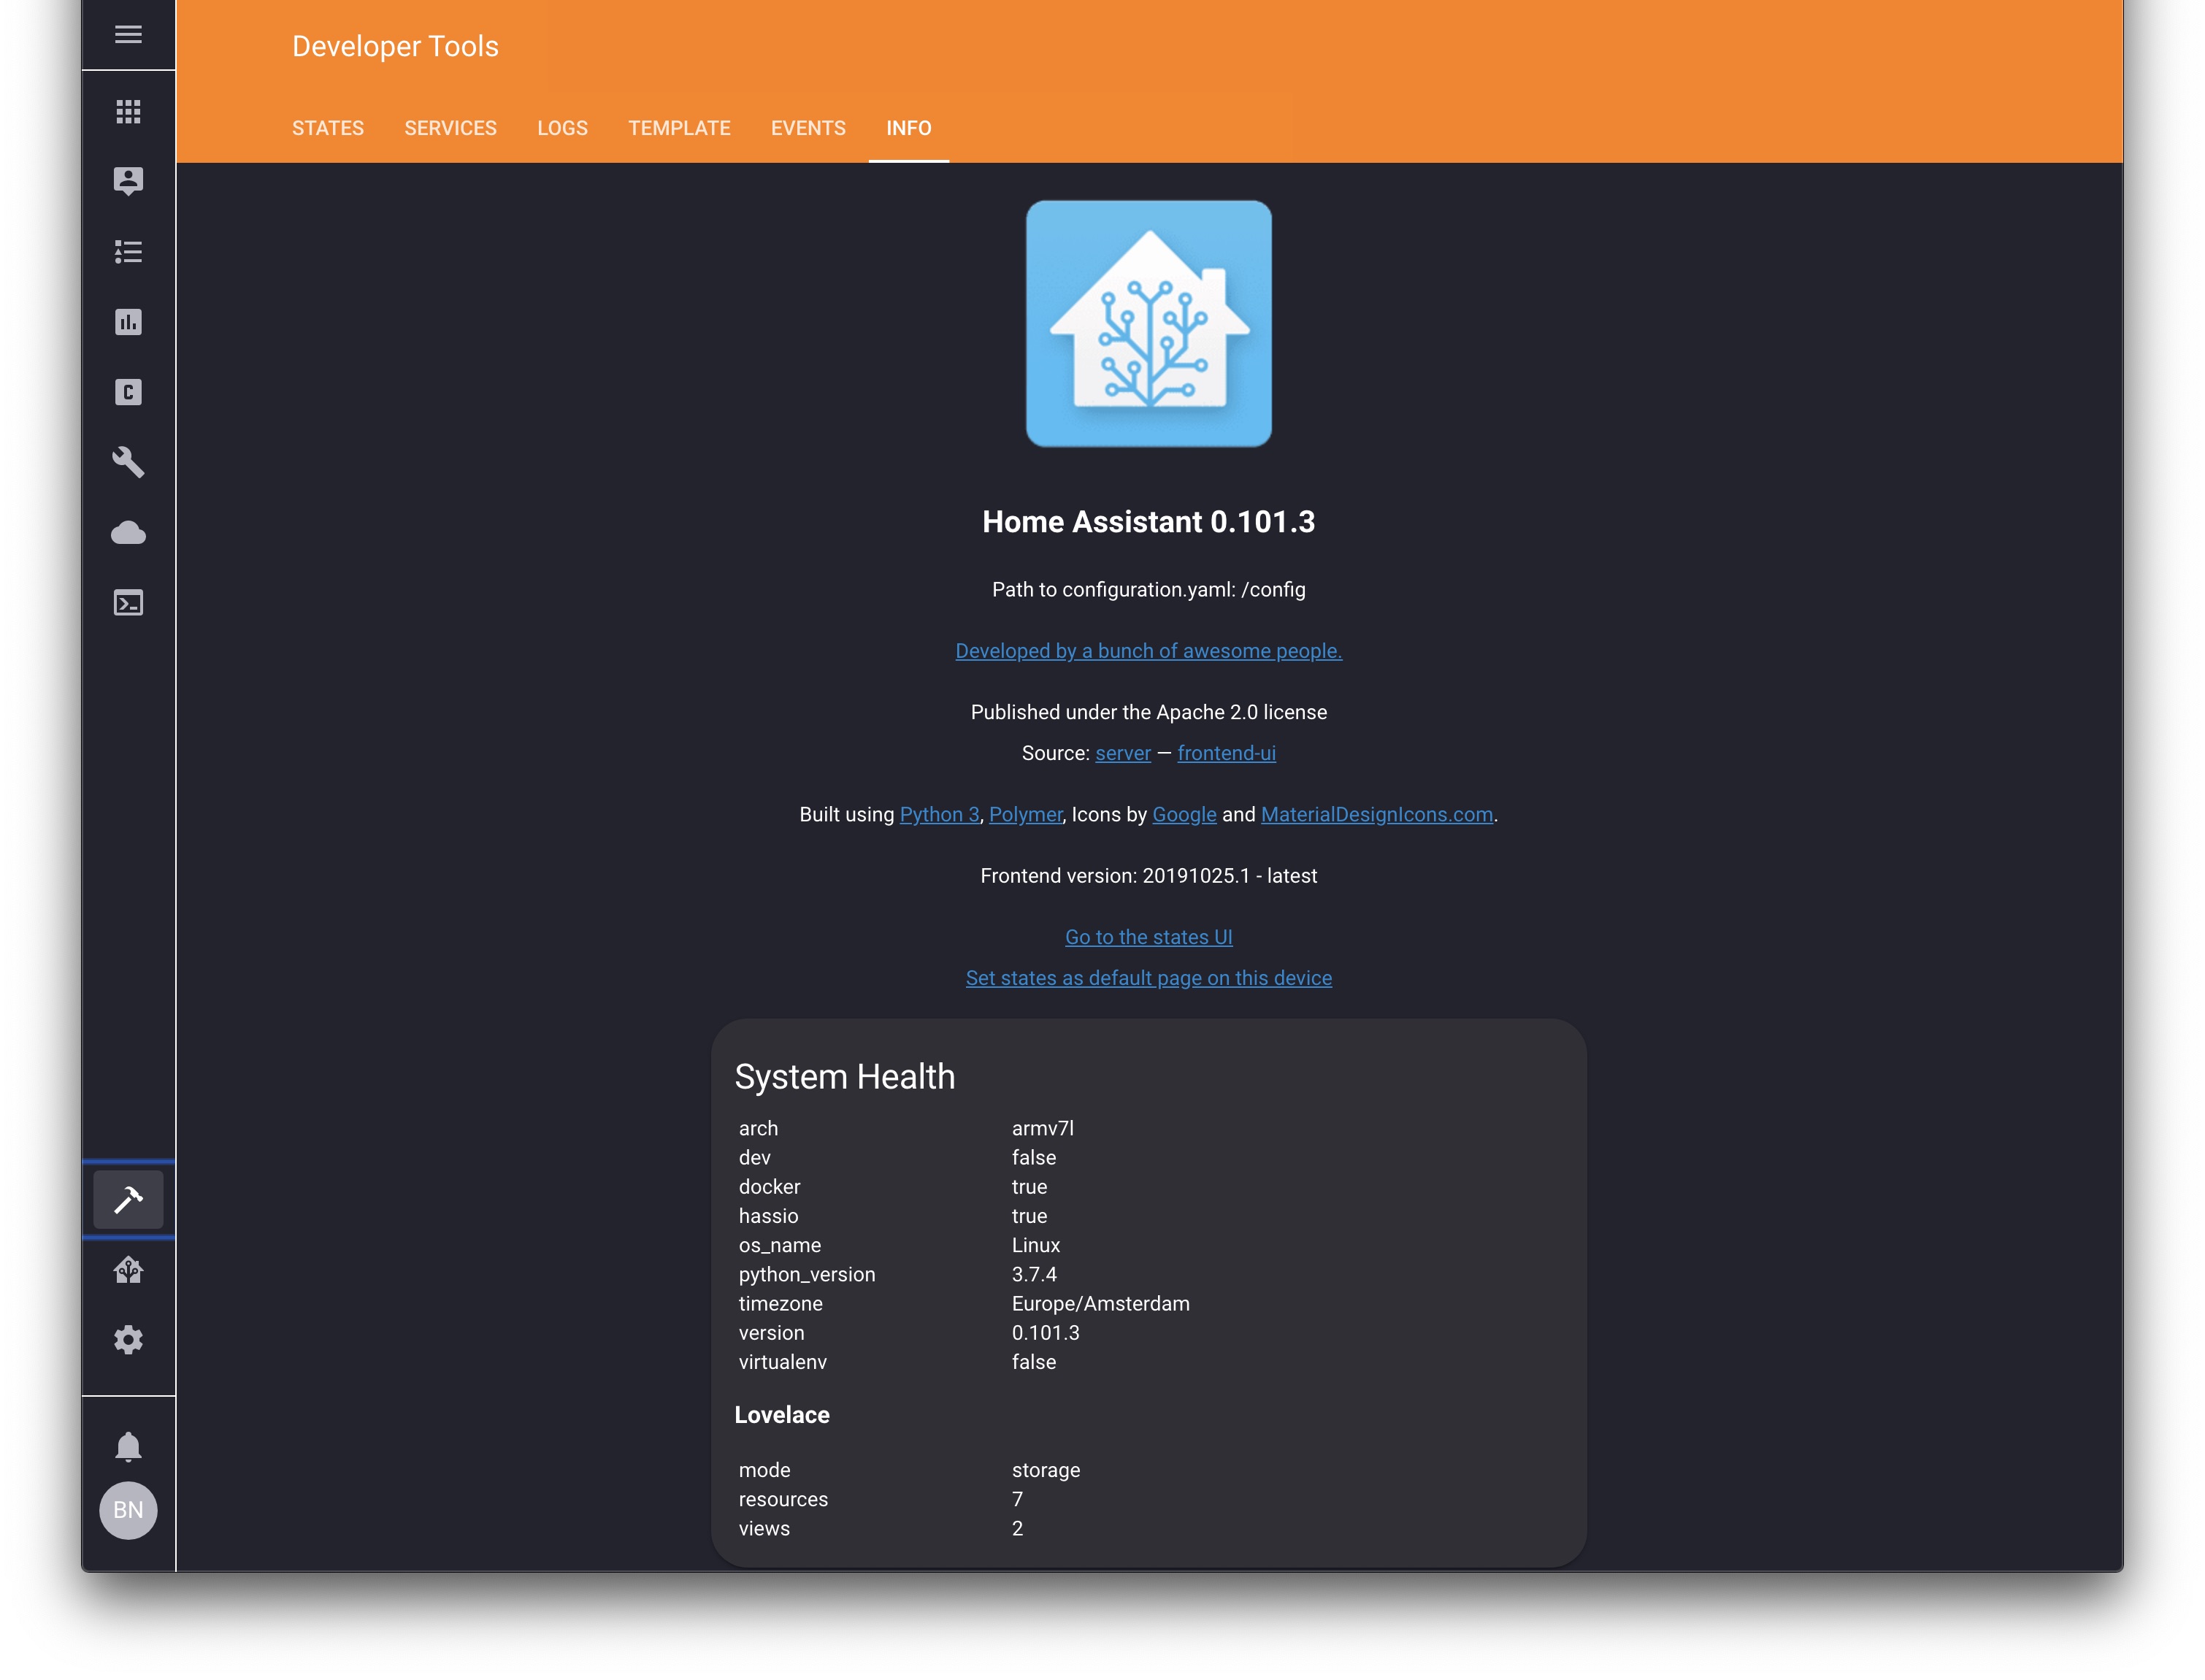 Developer Tools
STATES SERVICES LOGS TEMPLATE EVENTS INFO
C
Home Assistant 0.101.3
Path to configuration.yaml: /config
Developed by a bunch of awesome people.
Published under the Apache 2.0 license
Source: server — frontend-ui
Built using Python 3, Polymer, Icons by Google and MaterialDesignIcons.com.
Frontend version: 20191025.1 - latest
Go to the states UI
Set states as default page on this device
System Health
arch armv7l
dev false
docker true
hassio true
os_name Linux
python_version 3.7.4
timezone Europe/Amsterdam
version 0.101.3
virtualenv false
Lovelace
mode storage
resources 7
views 2
BN